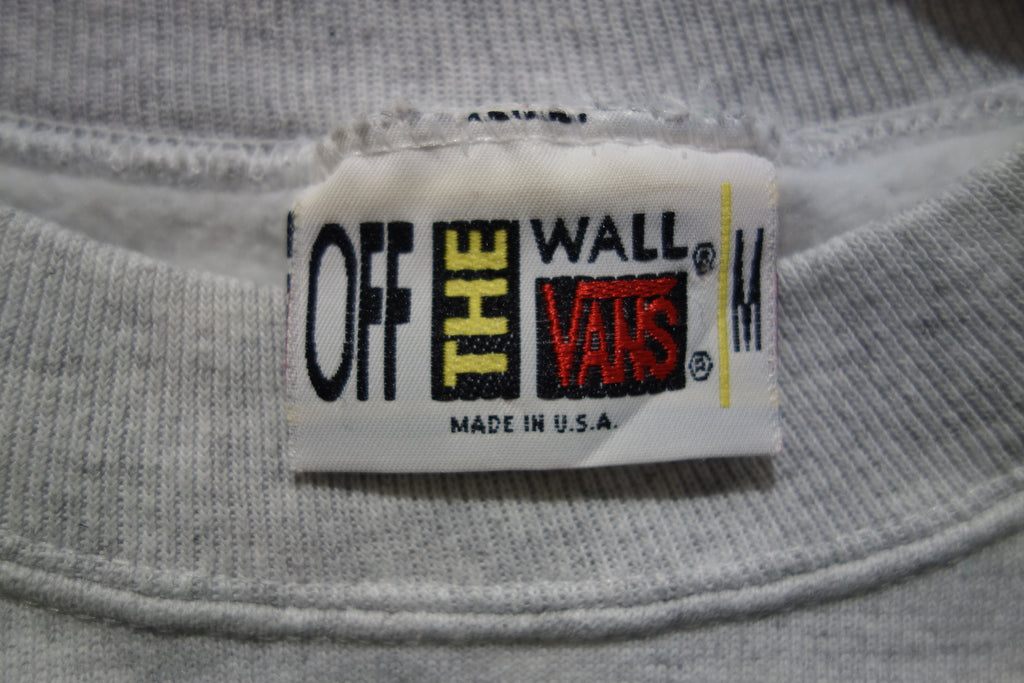 OFF THE WALL®
VANS®
M
MADE IN U.S.A.